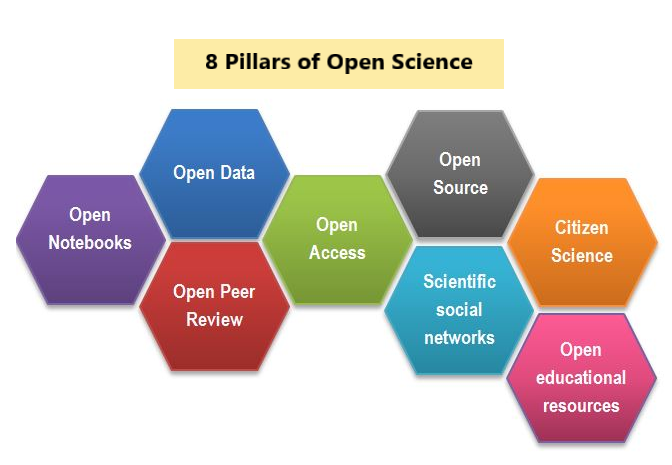 8 Pillars of Open Science
Open
Notebooks
Open Data
Open Peer
Review
Open
Access
Open
Source
Scientific
social
networks
Citizen
Science
Open
educational
resources